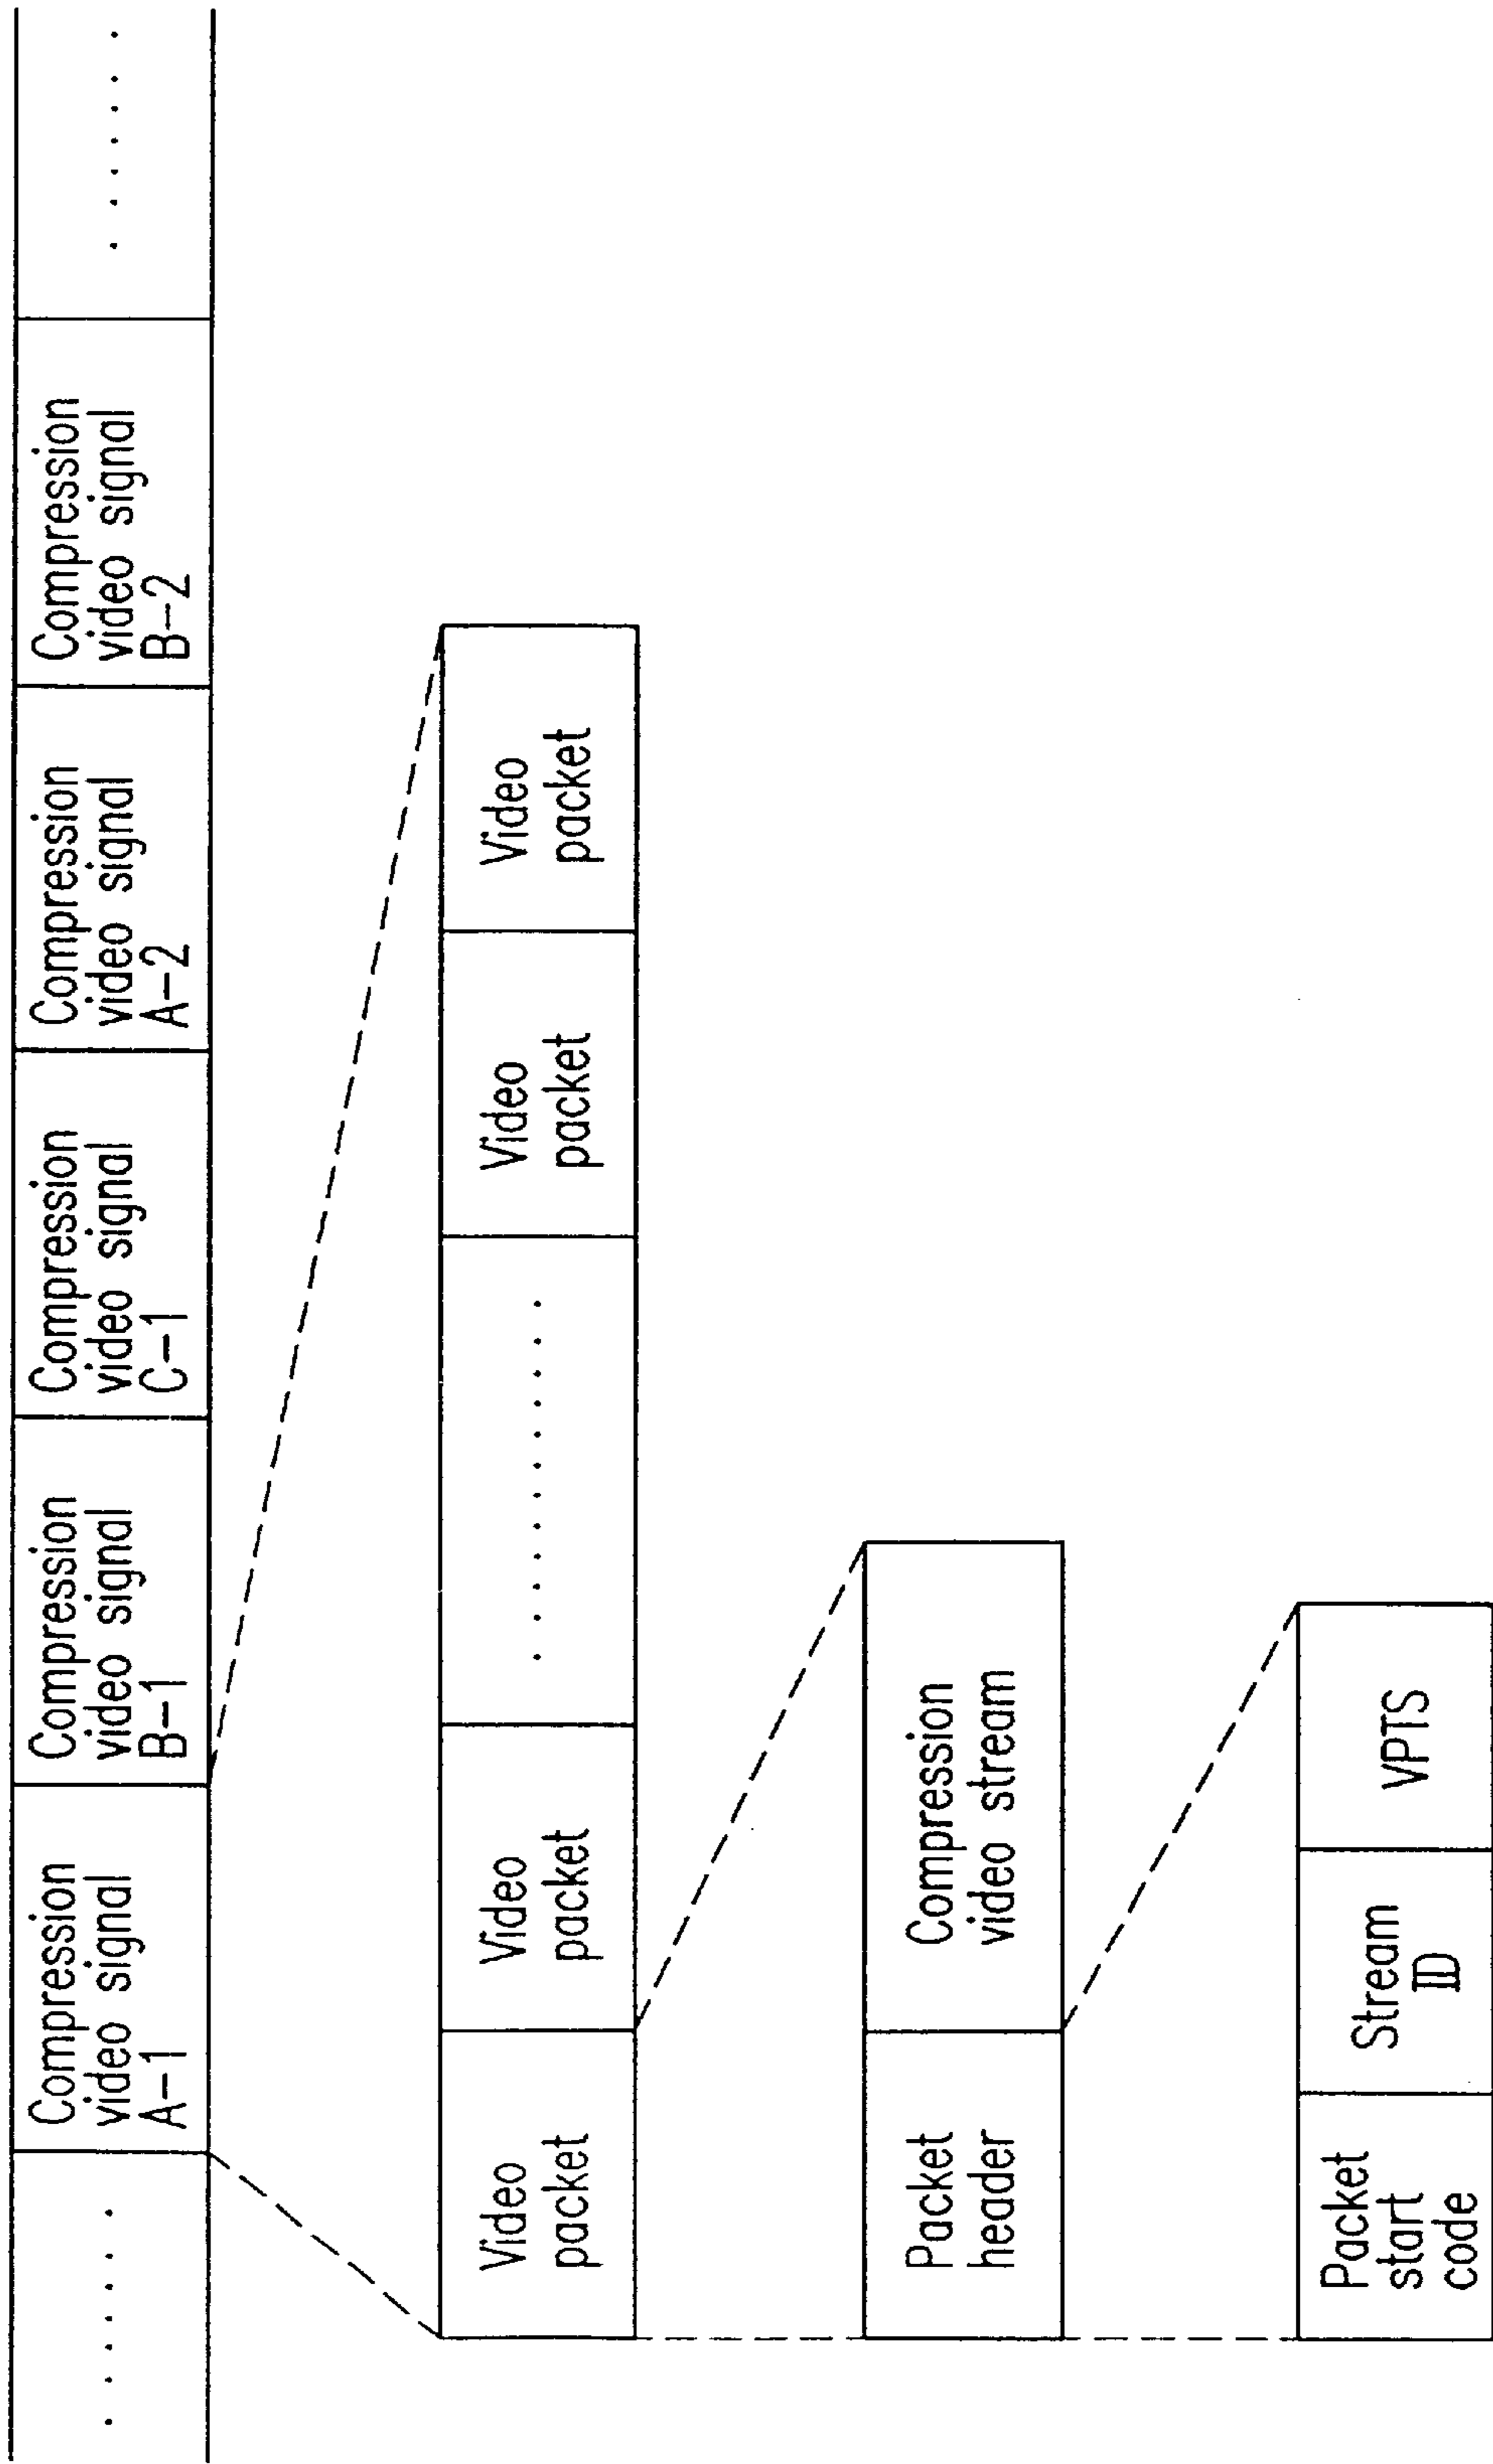 . . . . . .
Compression
video signal
A-1
Compression
video signal
B-1
Compression
video signal
C-1
Compression
video signal
A-2
Compression
video signal
B-2
. . . . . . .
Video
packet
Video
packet
. . . . . . . . . . . .
Video
packet
Video
packet
Packet
header
Compression
video stream
Packet
start
code
Stream
ID
VPTS